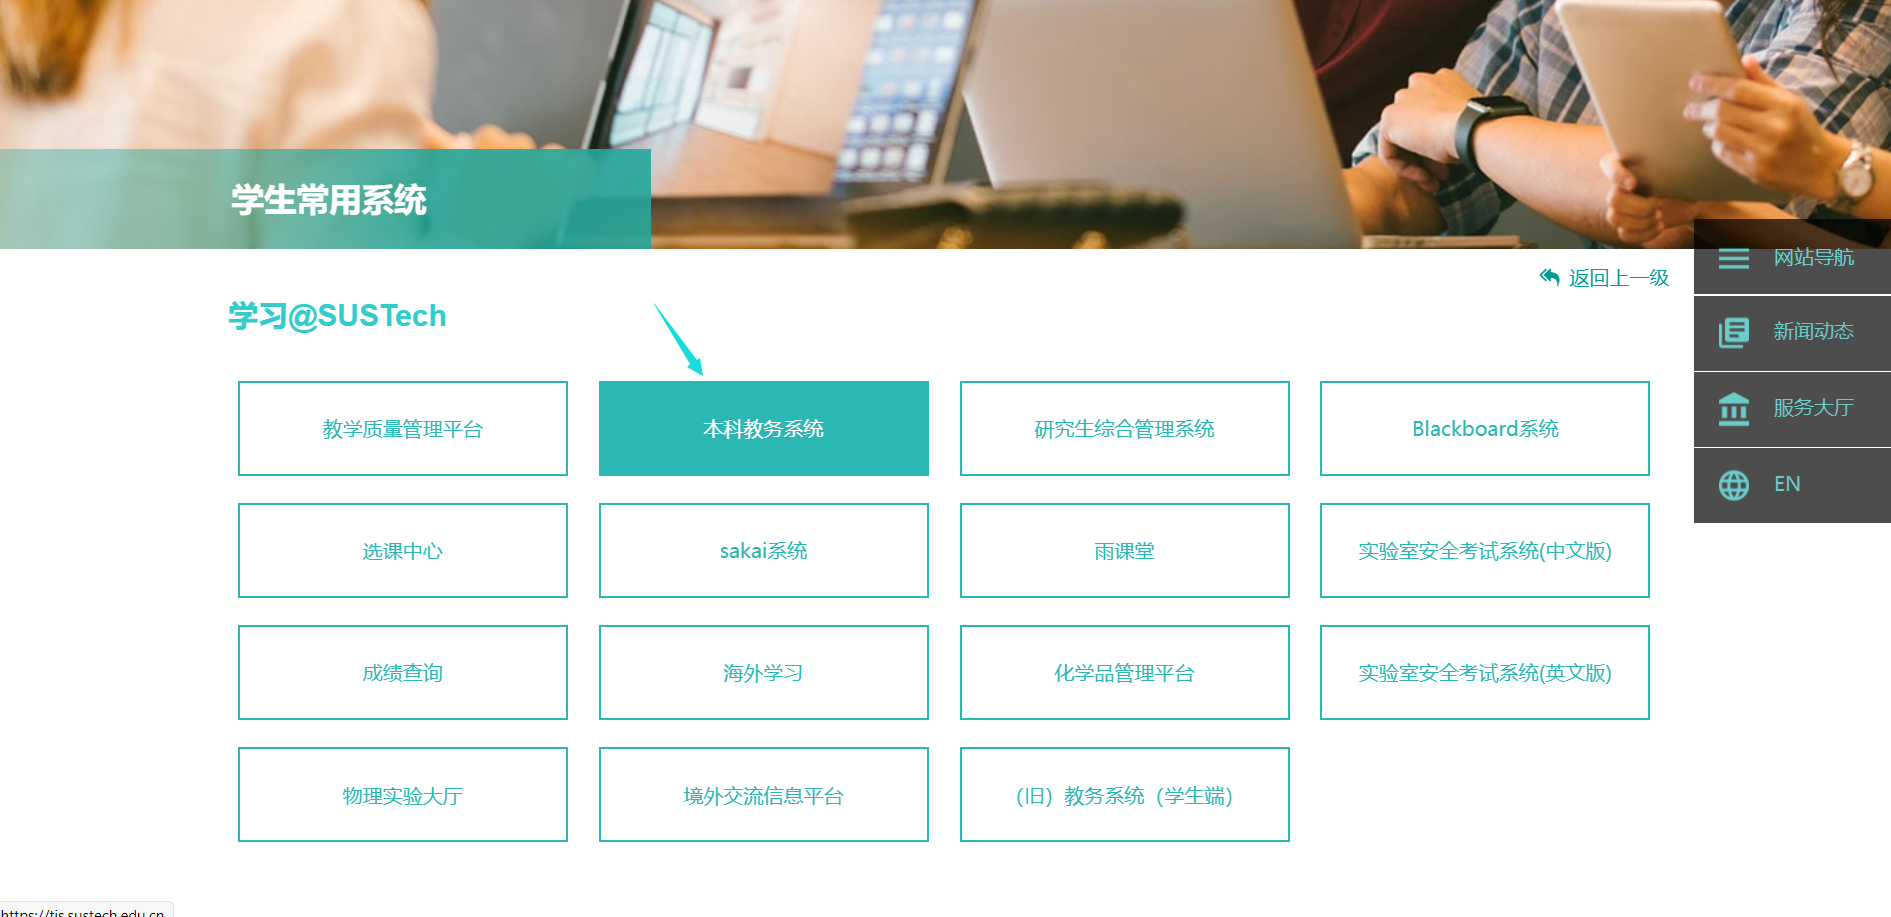 学生常用系统
网站导航
返回上一级
学习@SUSTech
新闻动态
服务大厅
EN
教学质量管理平台
本科教务系统
研究生综合管理系统
Blackboard系统
选课中心
sakai系统
雨课堂
实验室安全考试系统(中文版)
成绩查询
海外学习
化学品管理平台
实验室安全考试系统(英文版)
物理实验大厅
境外交流信息平台
（旧）教务系统（学生端）
https://tis.sustech.edu.cn